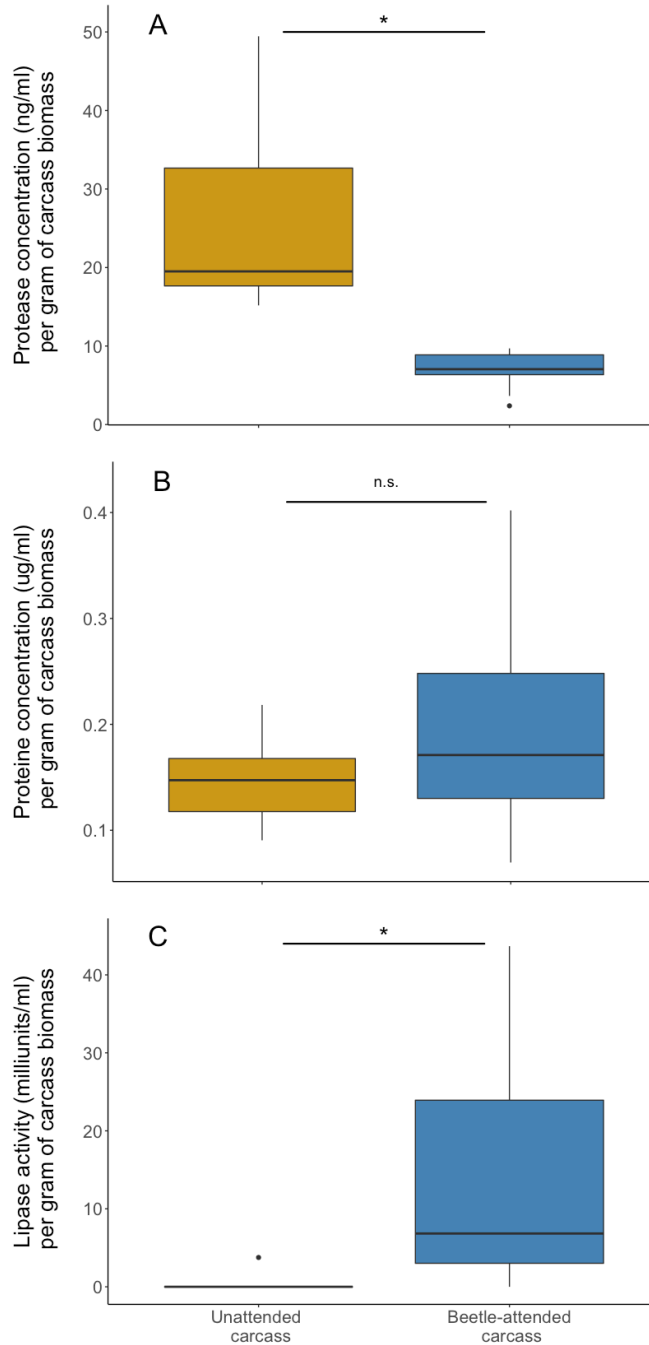 A
*
50
40
30
20
10
0
Protease concentration (ng/ml)
per gram of carcass biomass
B
n.s.
0.4
0.3
0.2
0.1
Proteine concentration (ug/ml)
per gram of carcass biomass
C
*
40
30
20
10
0
Lipase activity (milliunits/ml)
per gram of carcass biomass
Unattended
carcass
Beetle-attended
carcass